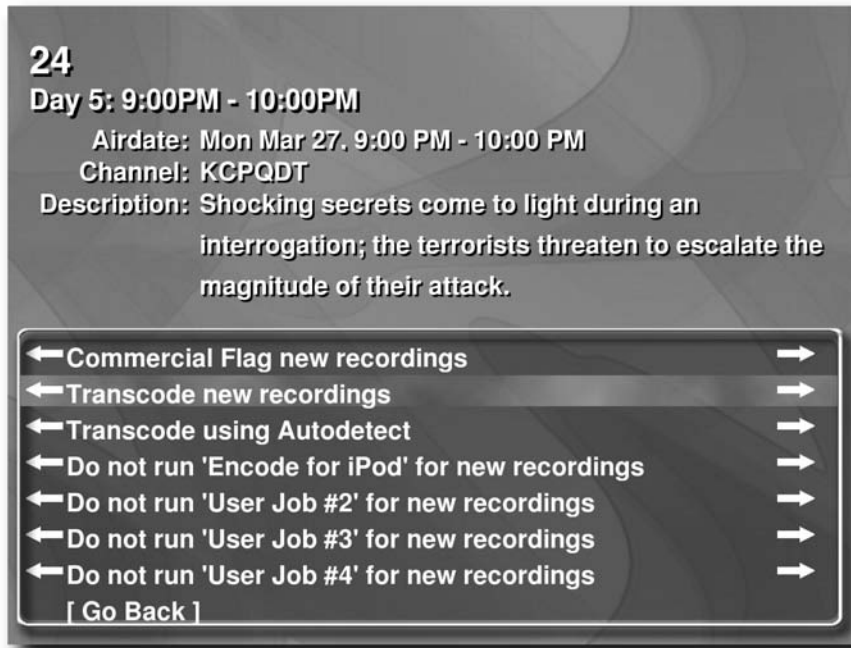 24
Day 5: 9:00PM - 10:00PM
Airdate: Mon Mar 27, 9:00 PM - 10:00 PM
Channel: KCPQDT
Description: Shocking secrets come to light during an
interrogation; the terrorists threaten to escalate the
magnitude of their attack.
Commercial Flag new recordings
Transcode new recordings
Transcode using Autodetect
Do not run 'Encode for iPod' for new recordings
Do not run 'User Job #2' for new recordings
Do not run 'User Job #3' for new recordings
Do not run 'User Job #4' for new recordings
[ Go Back ]